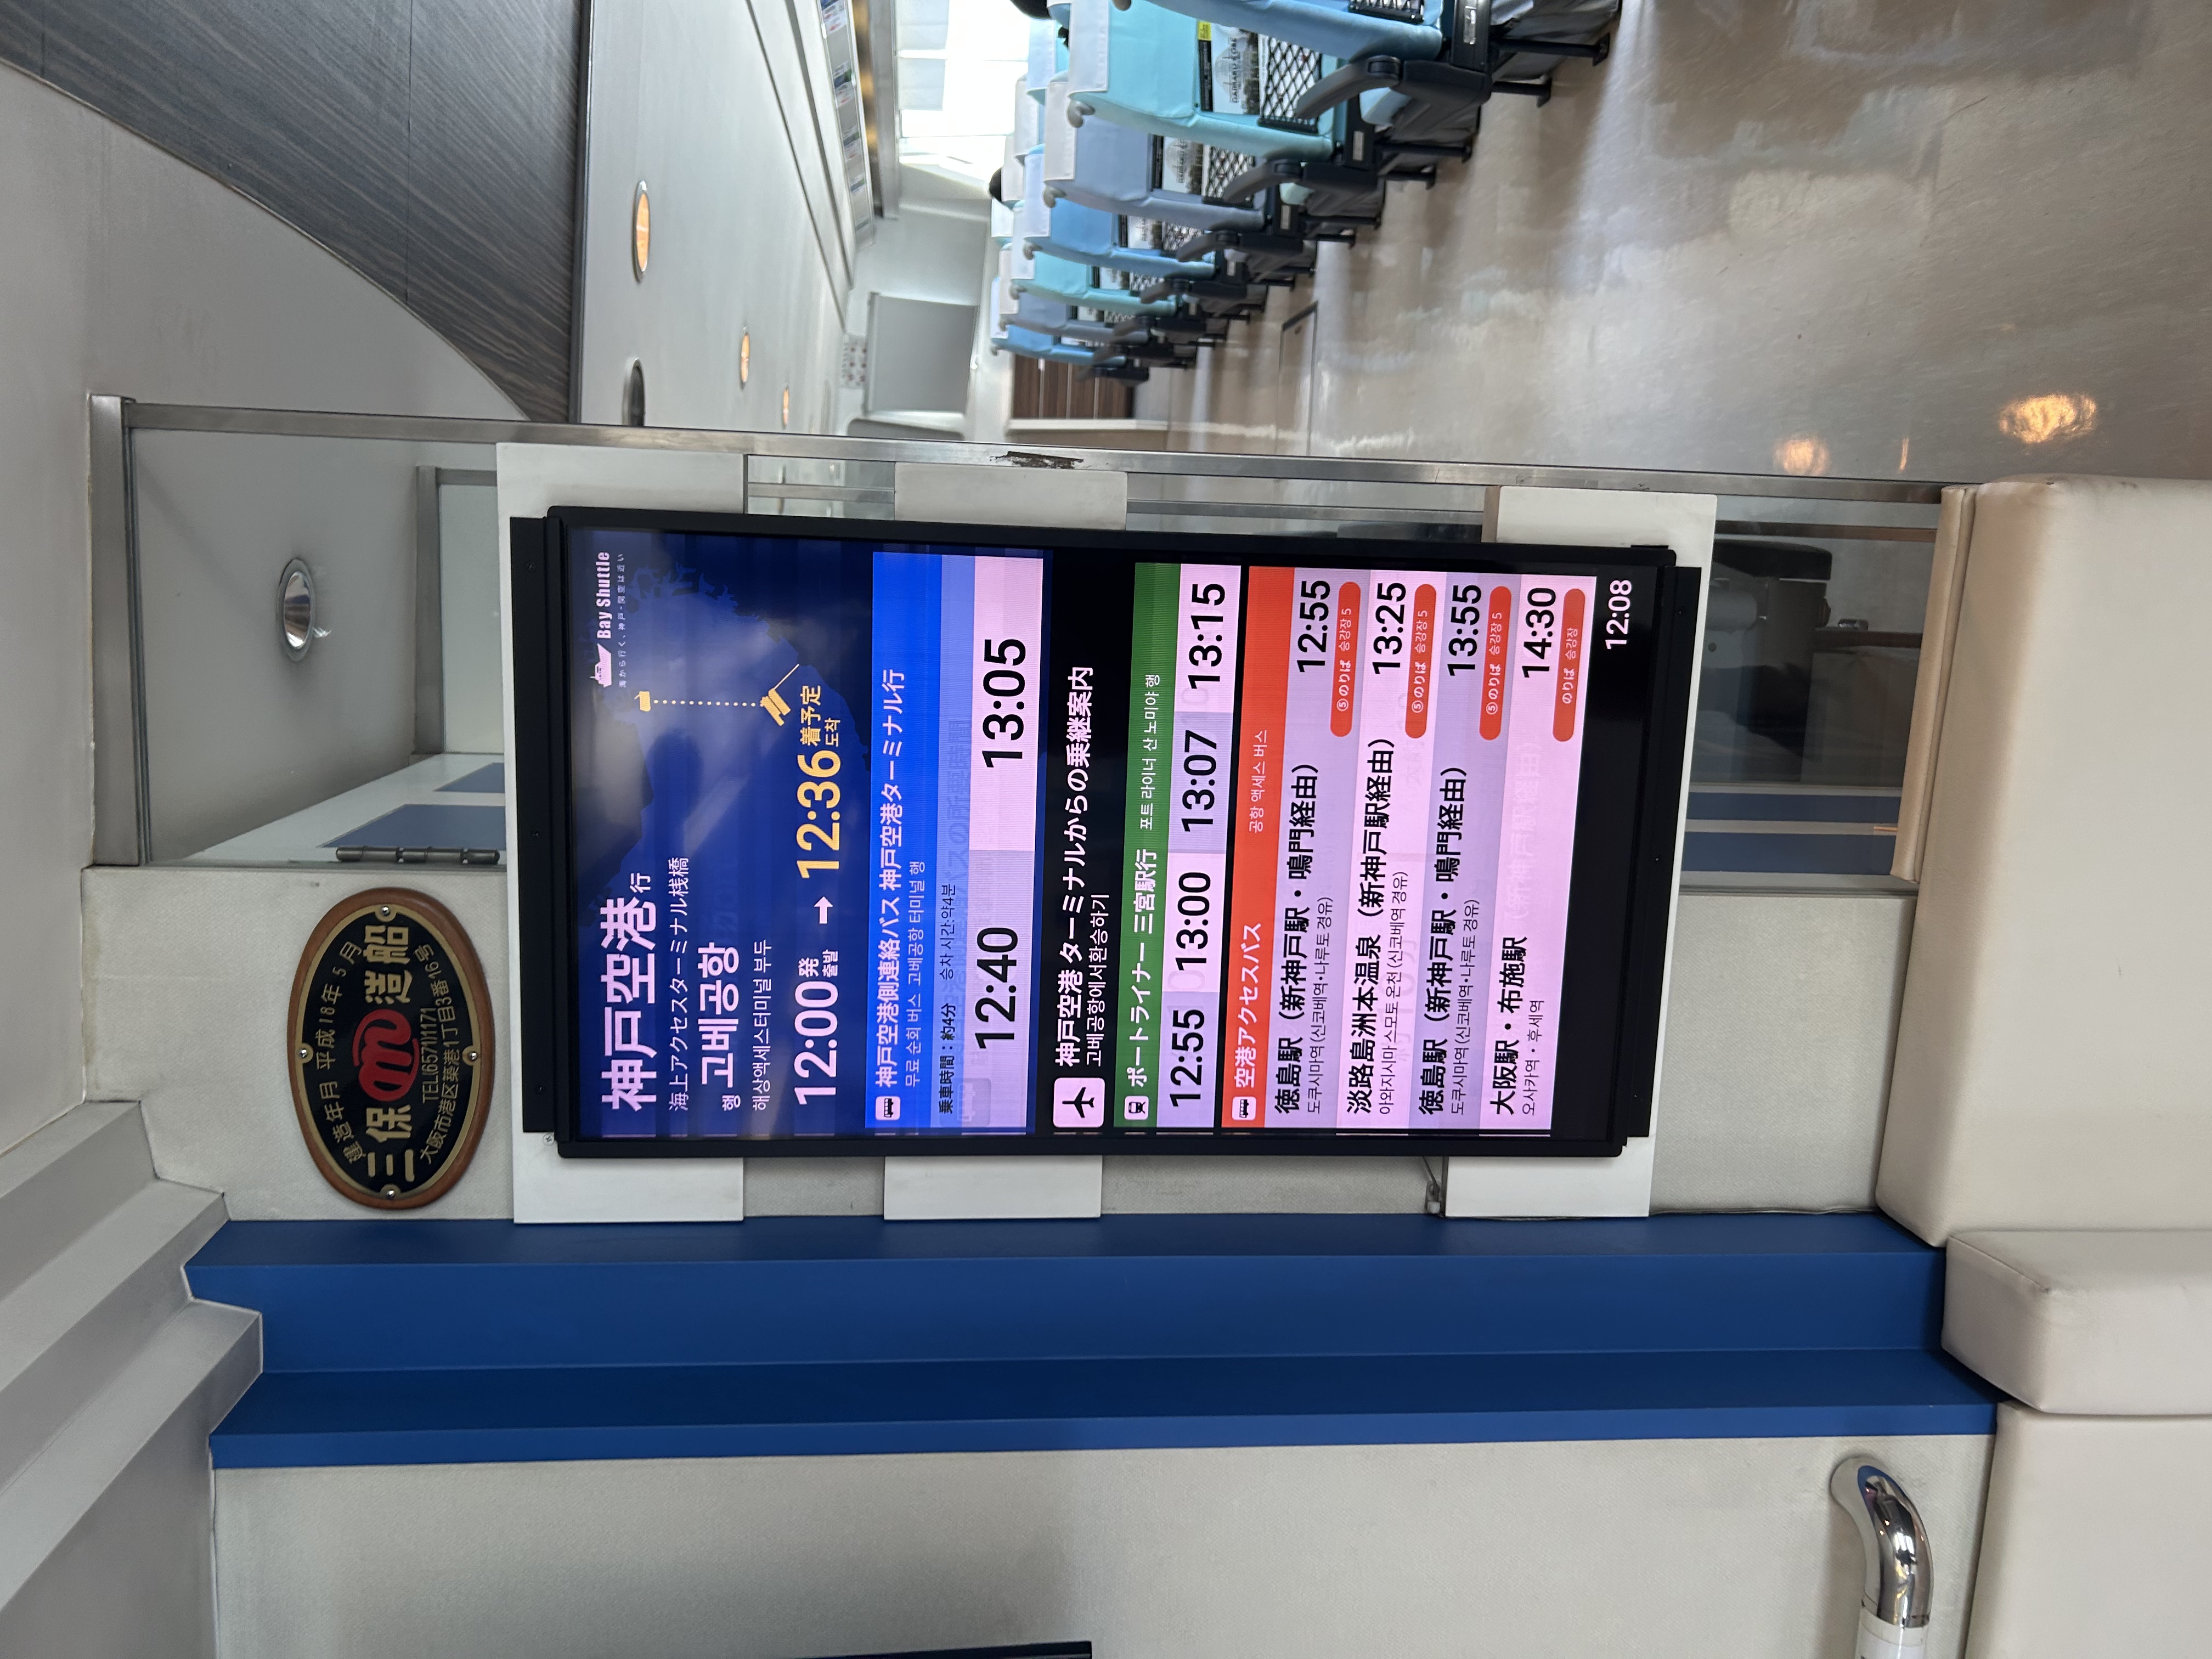 建造年月 平成18年5月
三保 m 造船
TEL(6571)1171
大阪市港区築港1丁目3番16号
Bay Shuttle
海から行く、神戸-関空は近い
神戸空港行
海上アクセスターミナル桟橋
행 고베공항
해상액세스터미널 부두
12:00 発 출발 → 12:36 着予定 도착
神戸空港側連絡バス 神戸空港ターミナル行
무료 순회 버스 고베공항 터미널 행
乗車時間：約4分 승차 시간:약4분
12:40 13:05
神戸空港 ターミナルからの乗継案内
고베공항에서환승하기
ポートライナー 三宮駅行 포트 라이너 산 노미야 행
12:55 13:00 13:07 13:15
空港アクセスバス 공항 액세스 버스
徳島駅（新神戸駅・鳴門経由） 12:55
도쿠시마역 (신코베역•나루토 경유) ⑤のりば 승강장 5
淡路島洲本温泉（新神戸駅経由） 13:25
아와지시마 스모토 온천 (신코베역 경유) ⑤のりば 승강장 5
徳島駅（新神戸駅・鳴門経由） 13:55
도쿠시마역 (신코베역•나루토 경유) ⑤のりば 승강장 5
大阪駅・布施駅 14:30
오사카역・후세역 のりば 승강장
12:08